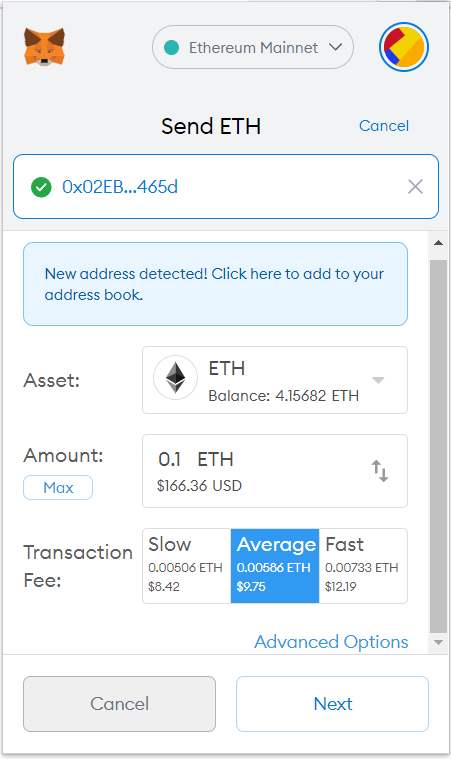 Ethereum Mainnet
Send ETH
Cancel
0x02EB...465d
New address detected! Click here to add to your
address book.
Asset:
ETH
Balance: 4.15682 ETH
Amount:
Max
0.1 ETH
$166.36 USD
Transaction
Fee:
Slow
0.00506 ETH
$8.42
Average
0.00586 ETH
$9.75
Fast
0.00733 ETH
$12.19
Advanced Options
Cancel
Next